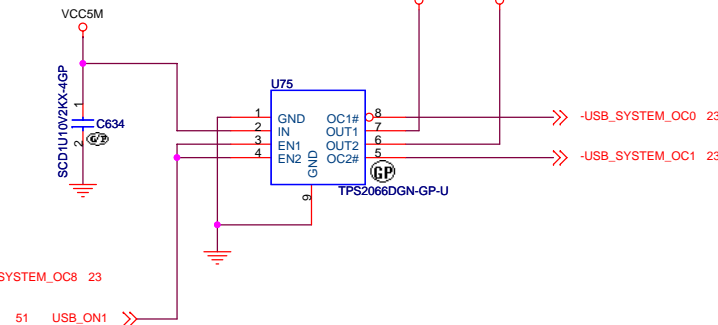 VCC5M
SCD1U10V2KX-4GP
1
C634
2
G/P
U75
1 GND OC1# 8
2 IN OUT1 7
3 EN1 OUT2 6
4 EN2 OC2# 5
GND
9
GP
TPS2066DGN-GP-U
-USB_SYSTEM_OC0 23
-USB_SYSTEM_OC1 23
SYSTEM_OC8 23
51 USB_ON1